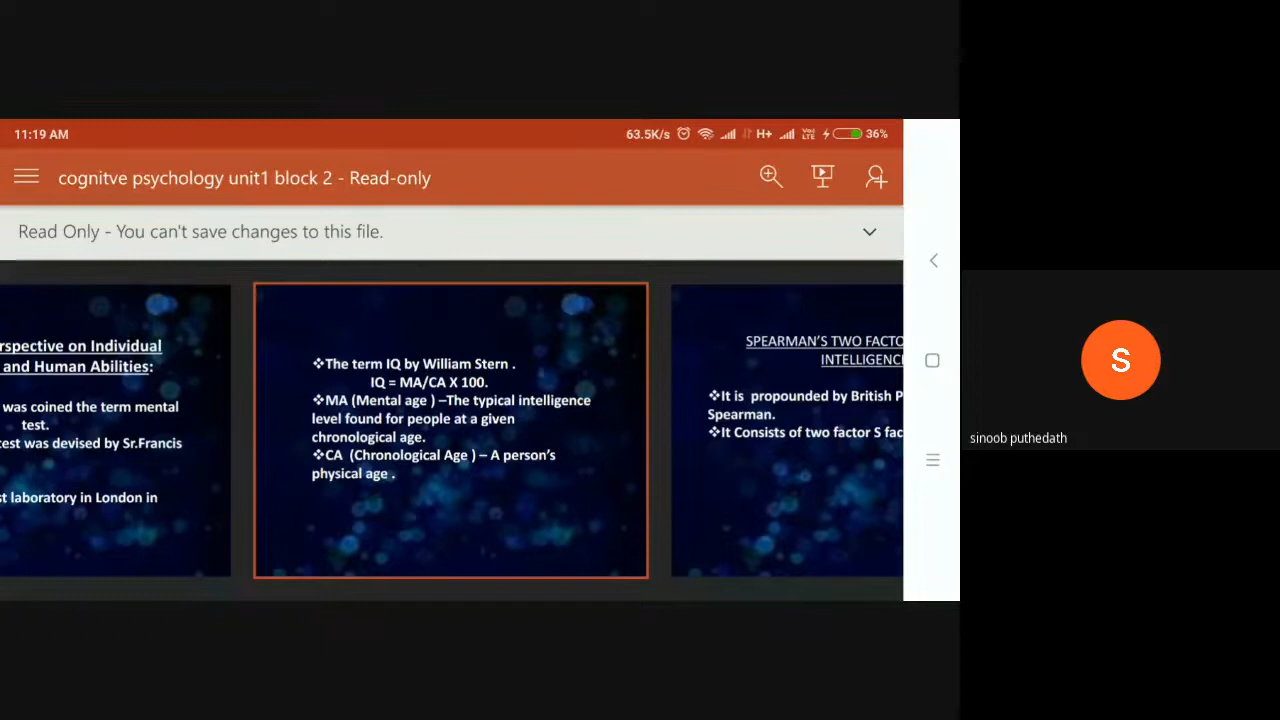 11:19 AM
63.5K/s
H+
Vo)
LTE
36%
cognitve psychology unit1 block 2 - Read-only
Read Only - You can't save changes to this file.
rspective on Individual
and Human Abilities:
was coined the term mental
test.
test was devised by Sr.Francis
st laboratory in London in
❖The term IQ by William Stern .
IQ = MA/CA X 100.
❖MA (Mental age ) –The typical intelligence
level found for people at a given
chronological age.
❖CA (Chronological Age ) – A person's
physical age .
SPEARMAN'S TWO FACTO
INTELLIGENC
❖It is propounded by British P
Spearman.
❖It Consists of two factor S fac
S
sinoob puthedath